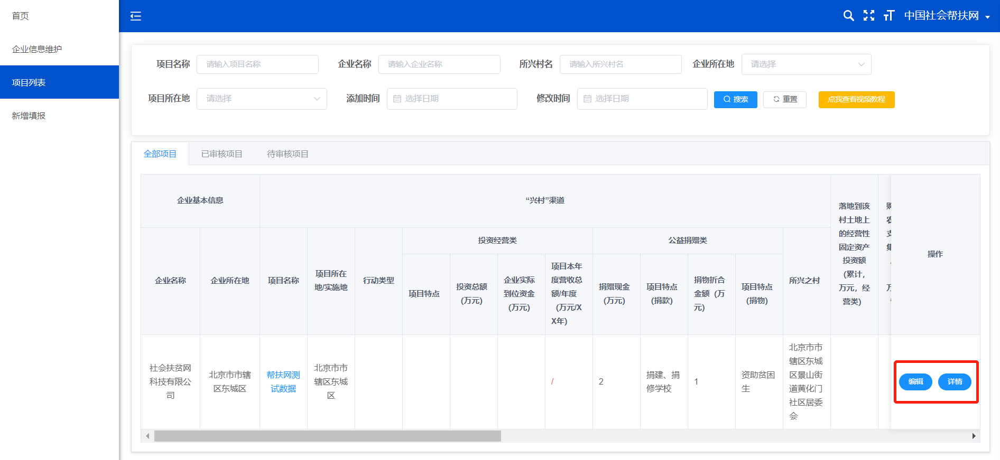 首页
企业信息维护
项目列表
新增填报
中国社会帮扶网
项目名称 请输入项目名称 企业名称 请输入企业名称 所兴村名 请输入所兴村名 企业所在地 请选择
项目所在地 请选择 添加时间 选择日期 修改时间 选择日期 搜索 重置 点我查看视频教程
全部项目 已审核项目 待审核项目
企业基本信息
“兴村”渠道
落地到该
村土地上
的经营性
固定资产
投资额
(累计,
万元,经
营类)
操作
企业名称
企业所在地
项目名称
项目所在
地/实施地
行动类型
投资经营类
公益捐赠类
所兴之村
项目特点
投资总额
(万元)
企业实际
到位资金
(万元)
项目本年
度营收总
额/年度
(万元/X
X年)
捐赠现金
(万元)
项目特点
(捐款)
捐物折合
金额(万
元)
项目特点
(捐物)
社会扶贫网
科技有限公
司
北京市市辖
区东城区
帮扶网测
试数据
北京市市
辖区东城
区
/
2
捐建、捐
修学校
1
资助贫困
生
北京市市
辖区东城
区景山街
道黄化门
社区居委
会
编辑 详情